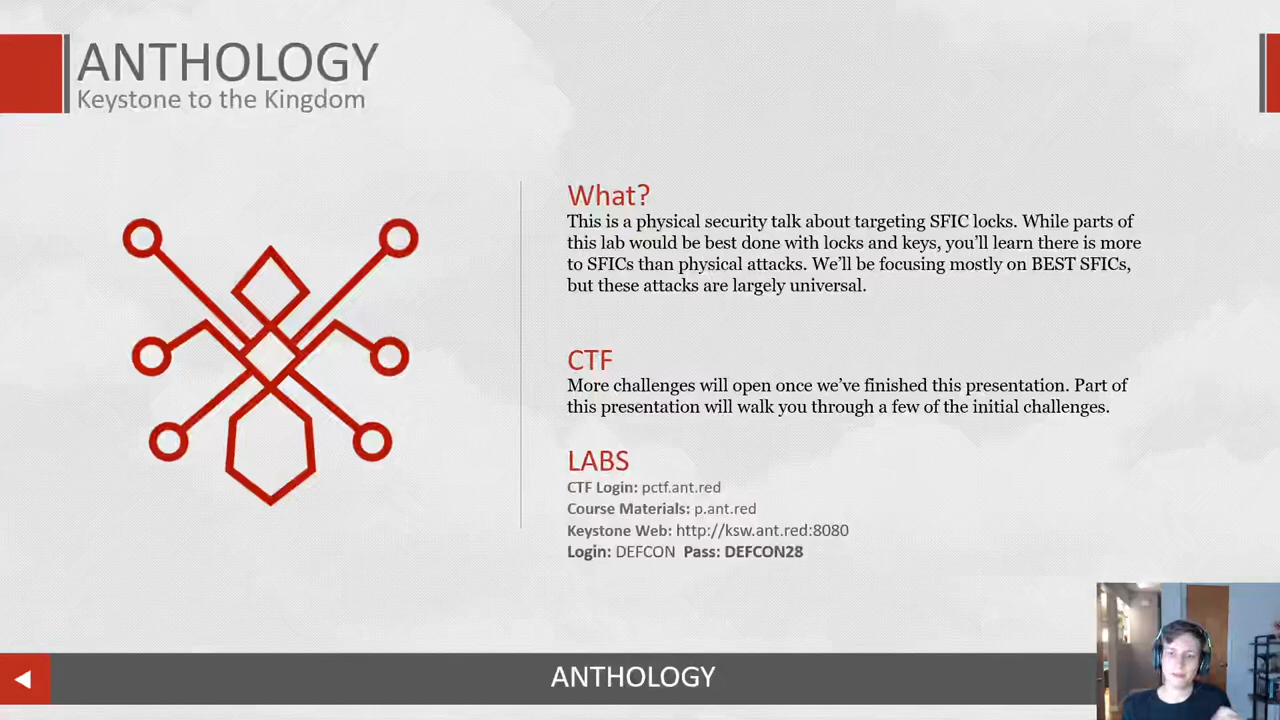 ANTHOLOGY
Keystone to the Kingdom
What?
This is a physical security talk about targeting SFIC locks. While parts of
this lab would be best done with locks and keys, you’ll learn there is more
to SFICs than physical attacks. We’ll be focusing mostly on BEST SFICs,
but these attacks are largely universal.
CTF
More challenges will open once we’ve finished this presentation. Part of
this presentation will walk you through a few of the initial challenges.
LABS
CTF Login: pctf.ant.red
Course Materials: p.ant.red
Keystone Web: http://ksw.ant.red:8080
Login: DEFCON Pass: DEFCON28
ANTHOLOGY